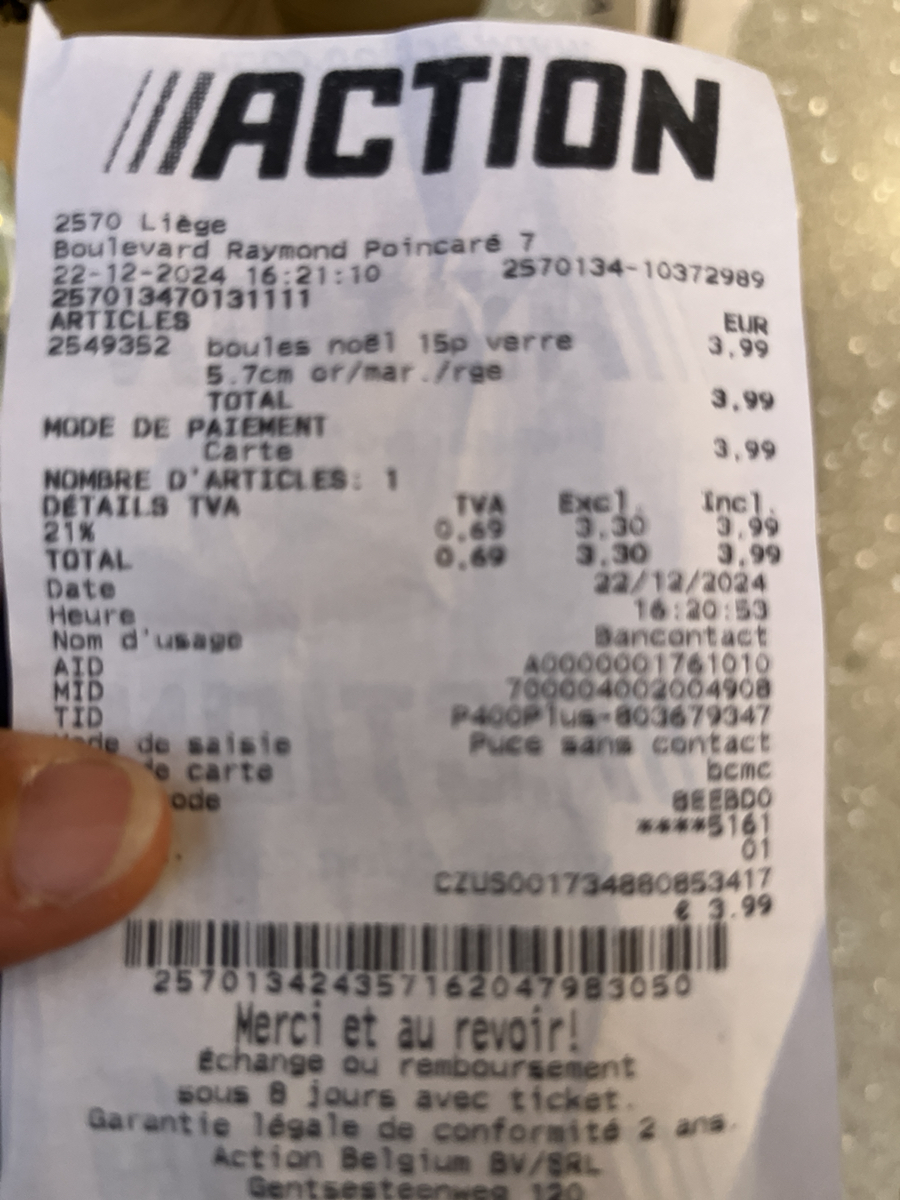 ACTION
2570 Liège
Boulevard Raymond Poincaré 7
22-12-2024 16:21:10 2570134-10372989
257013470131111
ARTICLES EUR
2549352 boules noël 15p verre 3,99
5.7cm or/mar./rge
TOTAL 3,99
MODE DE PAIEMENT
Carte 3,99
NOMBRE D'ARTICLES: 1
DÉTAILS TVA TVA Excl. Incl.
21% 0.69 3.30 3.99
TOTAL 0.69 3.30 3.99
Date 22/12/2024
Heure 16:20:53
Nom d'usage Bancontact
AID A0000001761010
MID 700004002004908
TID P400Plus-803679347
de de saisie Puce sans contact
de carte bcmc
ode 8EEBD0
****5161
01
CZUS001734880853417
€ 3.99
257013424357162047983050
Merci et au revoir!
Échange ou remboursement
sous 8 jours avec ticket.
Garantie légale de conformité 2 ans.
Action Belgium BV/SRL
Gentsesteenweg 120